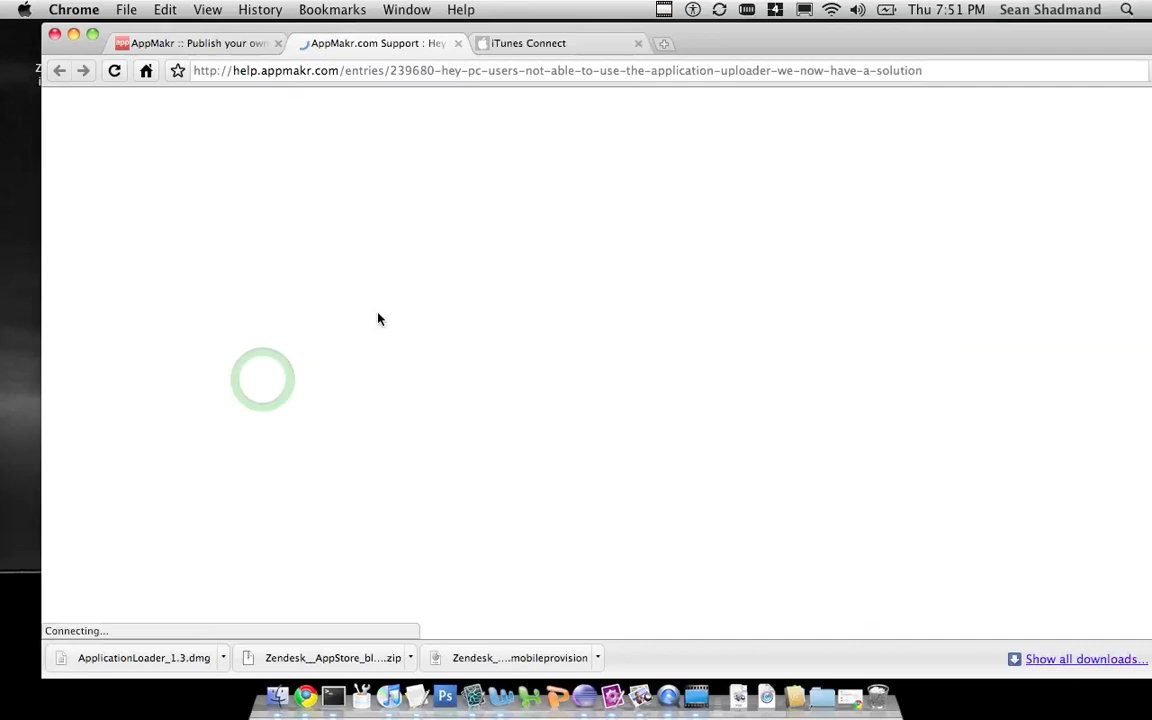 Chrome File Edit View History Bookmarks Window Help Thu 7:51 PM Sean Shadmand
AppMakr :: Publish your own AppMakr.com Support : Hey iTunes Connect
http://help.appmakr.com/entries/239680-hey-pc-users-not-able-to-use-the-application-uploader-we-now-have-a-solution
Connecting...
ApplicationLoader_1.3.dmg Zendesk__AppStore_bl....zip Zendesk_....mobileprovision Show all downloads...